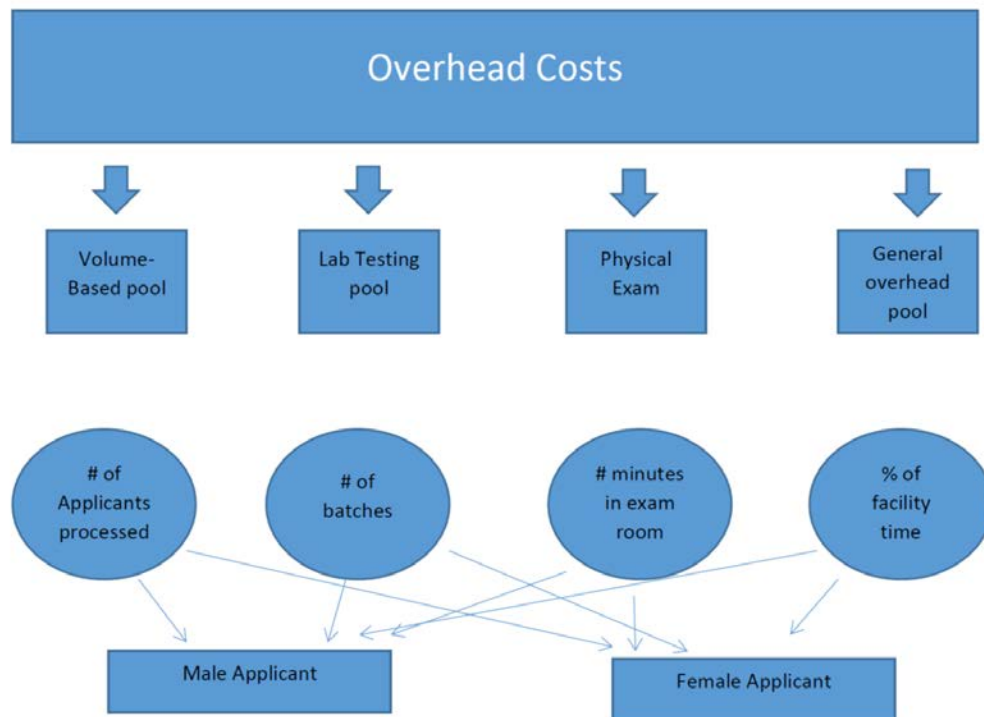 Overhead Costs
Volume-
Based pool
Lab Testing
pool
Physical
Exam
General
overhead
pool
# of
Applicants
processed
# of
batches
# minutes
in exam
room
% of
facility
time
Male Applicant
Female Applicant